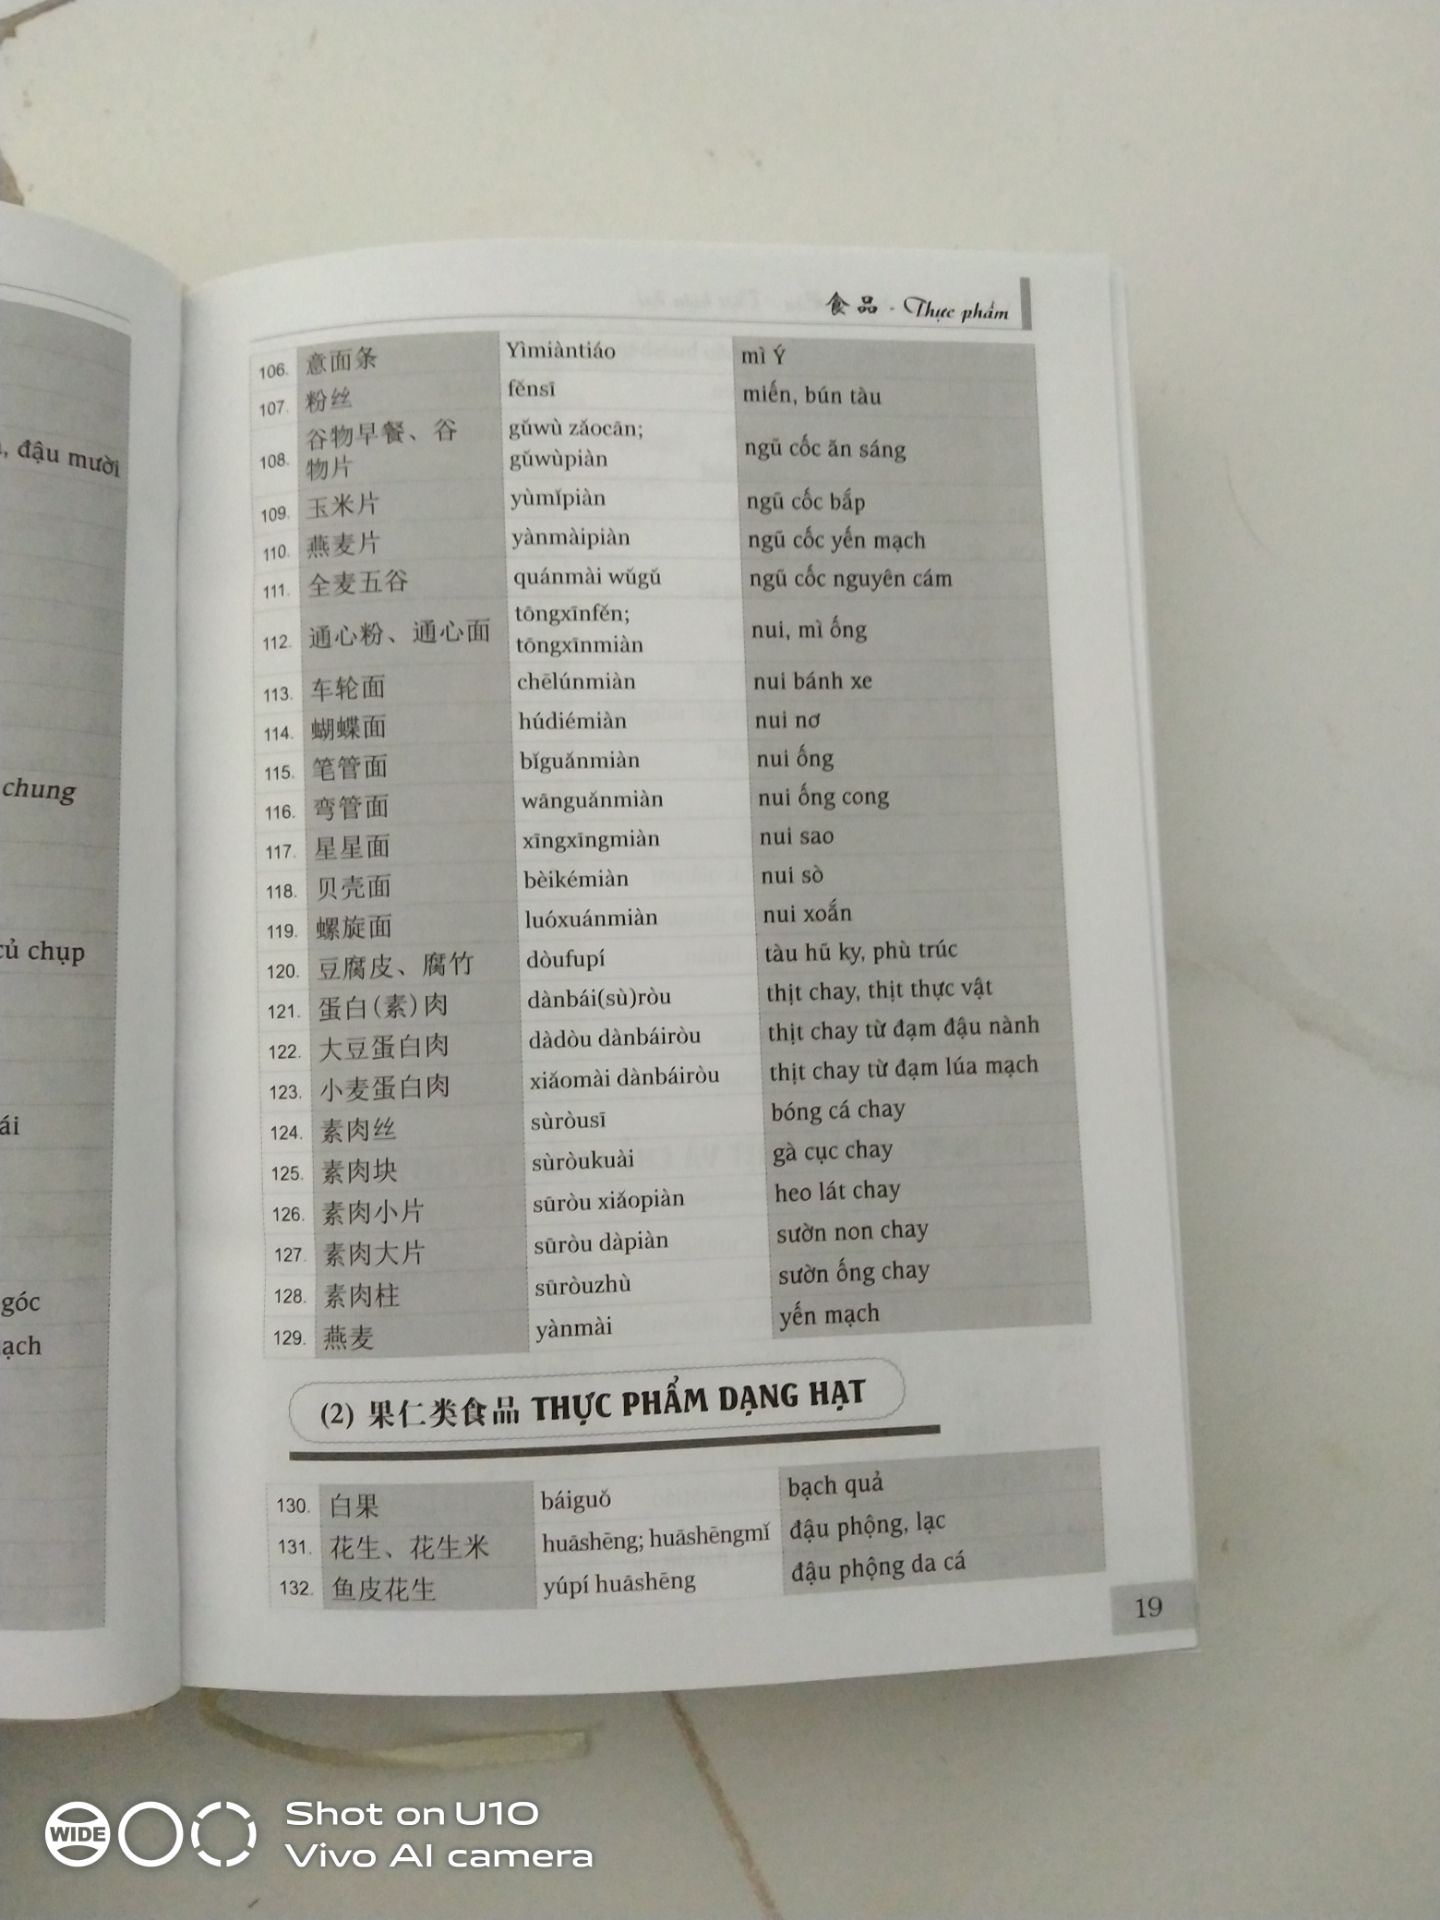 , đậu mười
chung
củ chụp
ái
góc
ạch
食品 - Thực phẩm
106. 意面条 Yìmiàntiáo mì Ý
107. 粉丝 fěnsī miến, bún tàu
108. 谷物早餐、谷物片 gǔwù zǎocān; gǔwùpiàn ngũ cốc ăn sáng
109. 玉米片 yùmǐpiàn ngũ cốc bắp
110. 燕麦片 yànmàipiàn ngũ cốc yến mạch
111. 全麦五谷 quánmài wǔgǔ ngũ cốc nguyên cám
112. 通心粉、通心面 tōngxīnfěn; tōngxīnmiàn nui, mì ống
113. 车轮面 chēlúnmiàn nui bánh xe
114. 蝴蝶面 húdiémiàn nui nơ
115. 笔管面 bǐguǎnmiàn nui ống
116. 弯管面 wānguǎnmiàn nui ống cong
117. 星星面 xīngxīngmiàn nui sao
118. 贝壳面 bèikémiàn nui sò
119. 螺旋面 luóxuánmiàn nui xoắn
120. 豆腐皮、腐竹 dòufupí tàu hũ ky, phù trúc
121. 蛋白(素)肉 dànbái(sù)ròu thịt chay, thịt thực vật
122. 大豆蛋白肉 dàdòu dànbáiròu thịt chay từ đạm đậu nành
123. 小麦蛋白肉 xiǎomài dànbáiròu thịt chay từ đạm lúa mạch
124. 素肉丝 sùròusī bóng cá chay
125. 素肉块 sùròukuài gà cục chay
126. 素肉小片 sūròu xiǎopiàn heo lát chay
127. 素肉大片 sūròu dàpiàn sườn non chay
128. 素肉柱 sūròuzhù sườn ống chay
129. 燕麦 yànmài yến mạch
(2) 果仁类食品 THỰC PHẨM DẠNG HẠT
130. 白果 báiguǒ bạch quả
131. 花生、花生米 huāshēng; huāshēngmǐ đậu phộng, lạc
132. 鱼皮花生 yúpí huāshēng đậu phộng da cá
19
WIDE
Shot on U10
Vivo AI camera